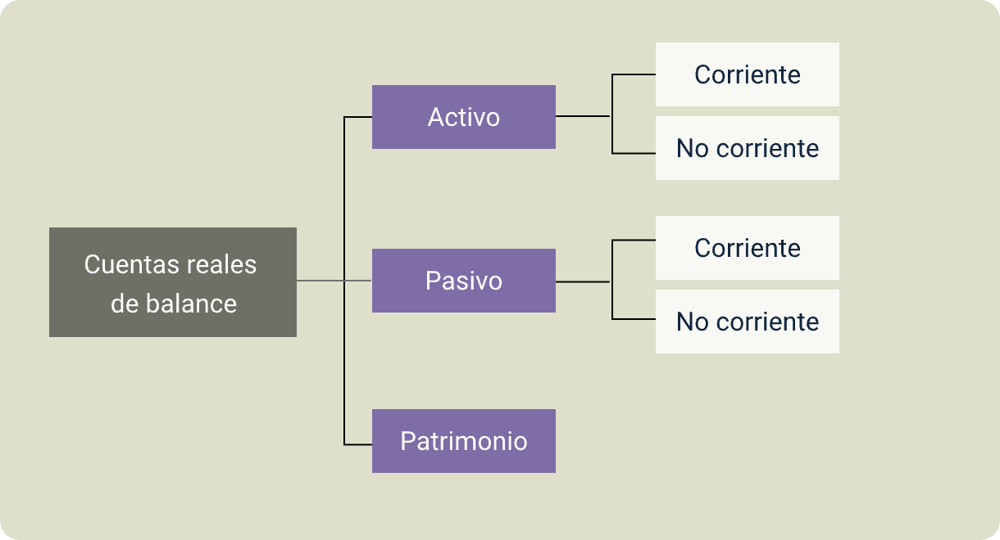 Cuentas reales
de balance
Activo
Corriente
No corriente
Pasivo
Corriente
No corriente
Patrimonio